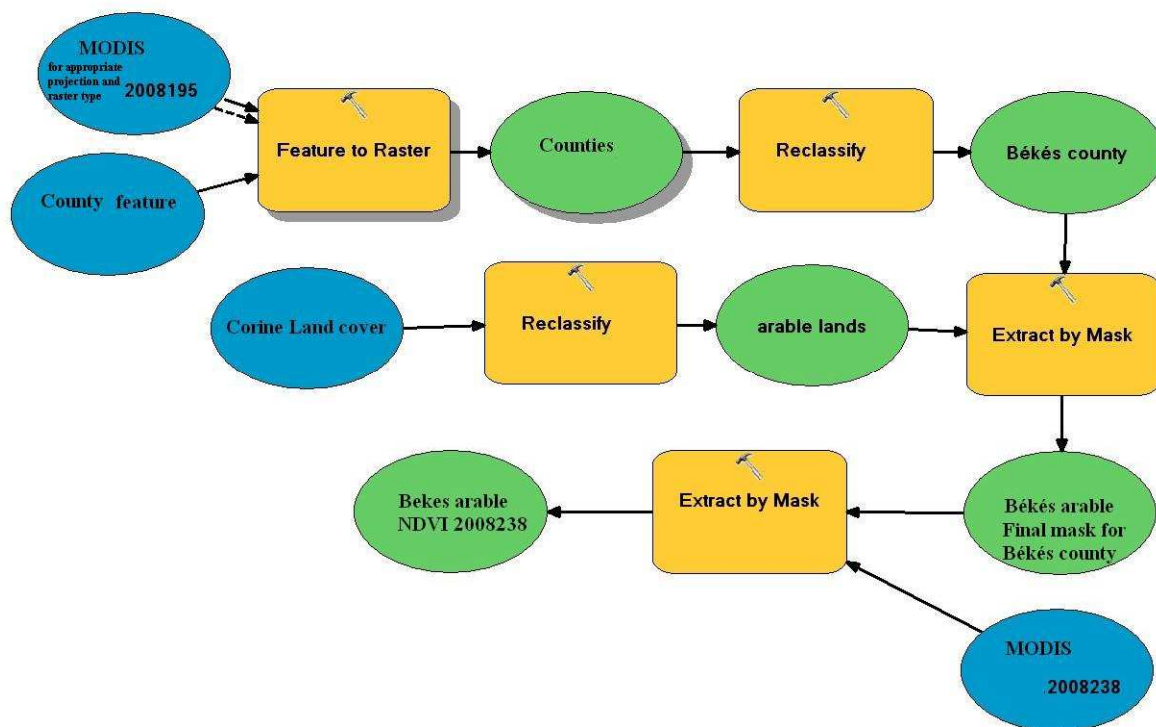 MODIS
for appropriate
projection and
raster type 2008195
Feature to Raster
Counties
Reclassify
Békés county
County feature
Corine Land cover
Reclassify
arable lands
Extract by Mask
Bekes arable
NDVI 2008238
Extract by Mask
Békés arable
Final mask for
Békés county
MODIS
.2008238